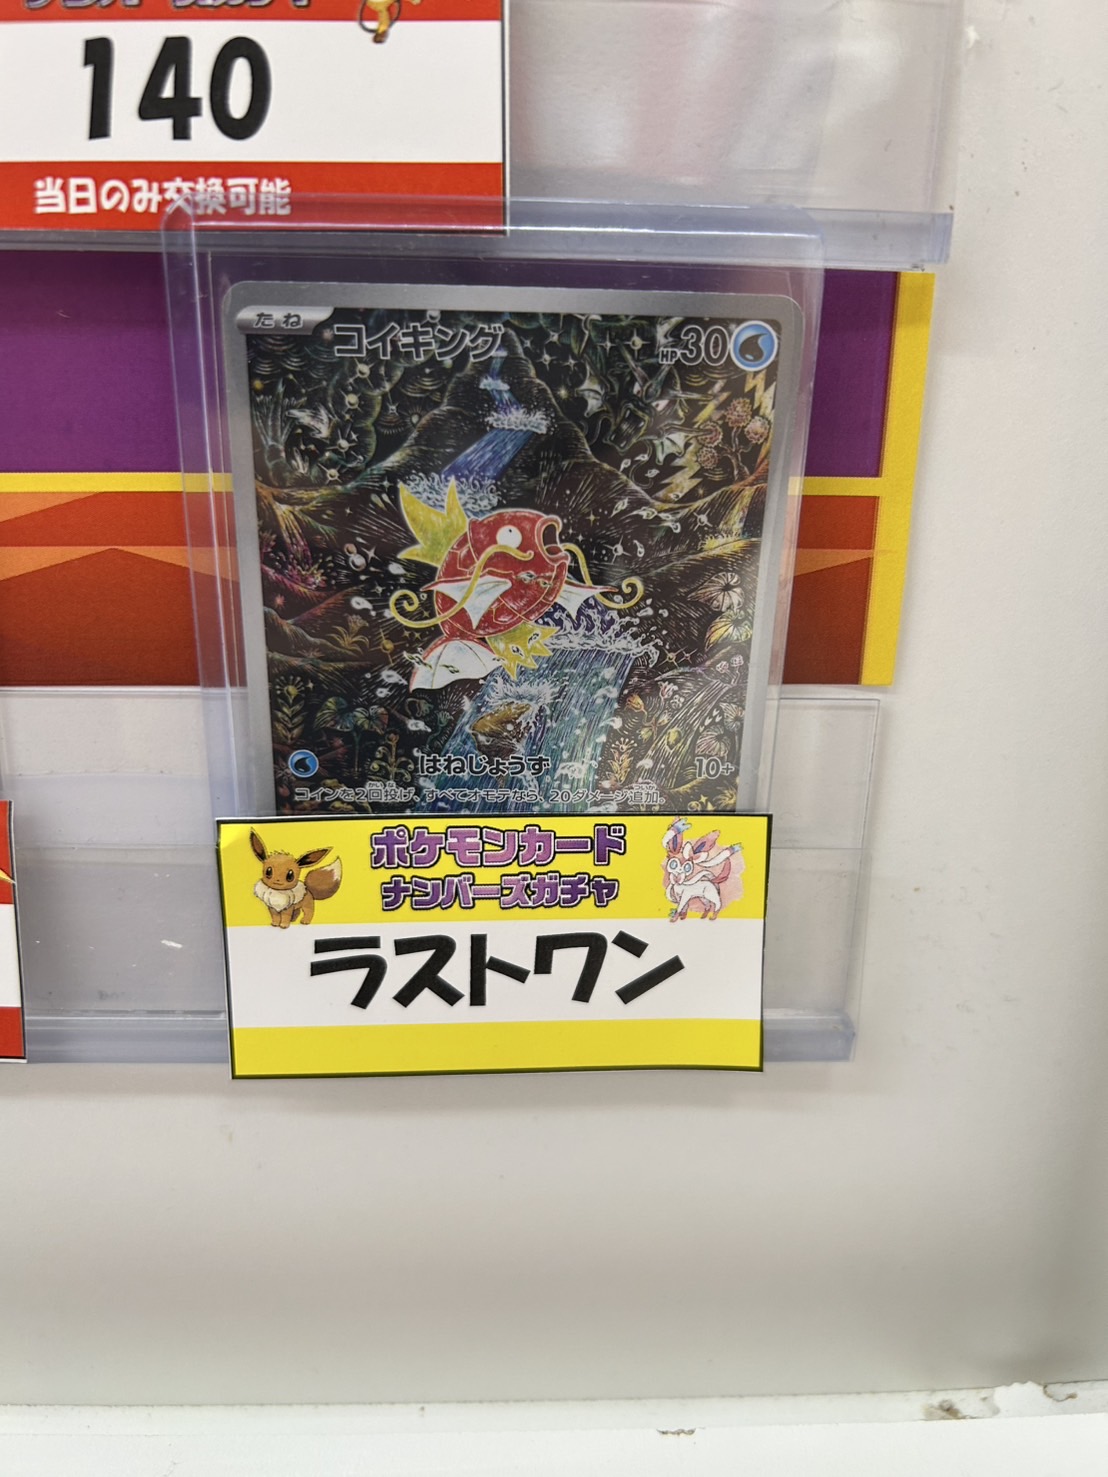 140
当日のみ交換可能
たね コイキング HP30
はねじょうず 10+
コインを2回投げ、すべてオモテなら、20ダメージ追加。
ポケモンカード
ナンバーズガチャ
ラストワン